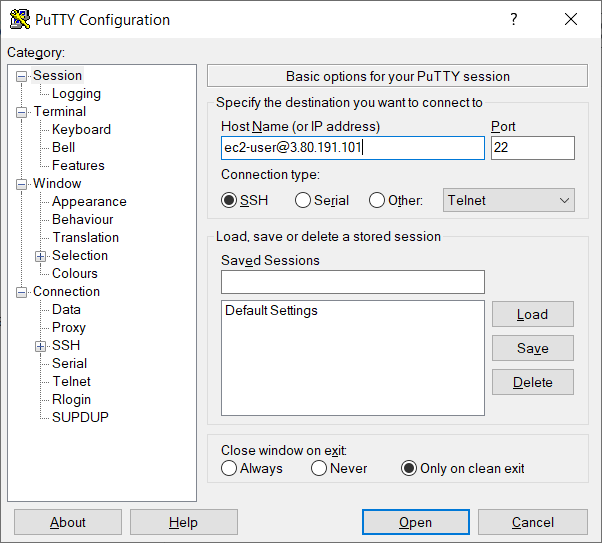 PuTTY Configuration
Category:
Session
Logging
Terminal
Keyboard
Bell
Features
Window
Appearance
Behaviour
Translation
Selection
Colours
Connection
Data
Proxy
SSH
Serial
Telnet
Rlogin
SUPDUP
Basic options for your PuTTY session
Specify the destination you want to connect to
Host Name (or IP address) Port
ec2-user@3.80.191.101 22
Connection type:
SSH Serial Other: Telnet
Load, save or delete a stored session
Saved Sessions
Default Settings
Load
Save
Delete
Close window on exit:
Always Never Only on clean exit
About Help Open Cancel